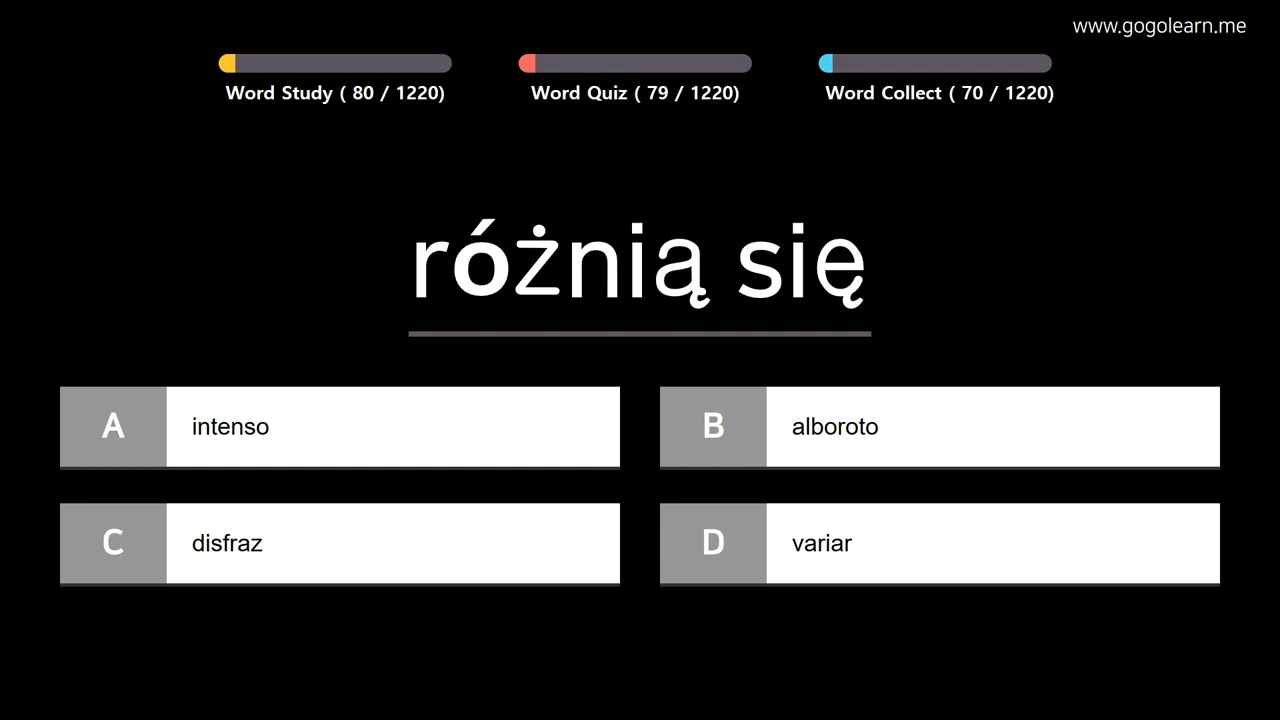 www.gogolearn.me
Word Study ( 80 / 1220)
Word Quiz ( 79 / 1220)
Word Collect ( 70 / 1220)
różnią się
A intenso
B alboroto
C disfraz
D variar